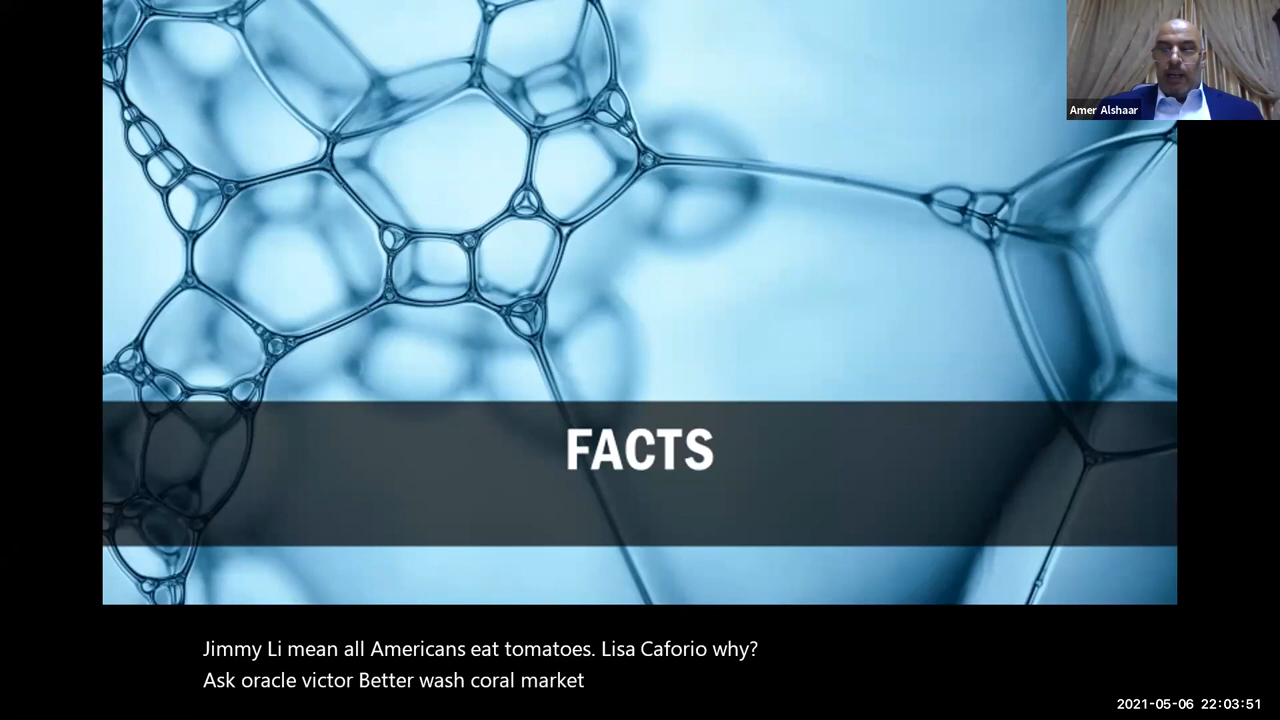 Amer Alshaar
FACTS
Jimmy Li mean all Americans eat tomatoes. Lisa Caforio why?
Ask oracle victor Better wash coral market
2021-05-06 22:03:51